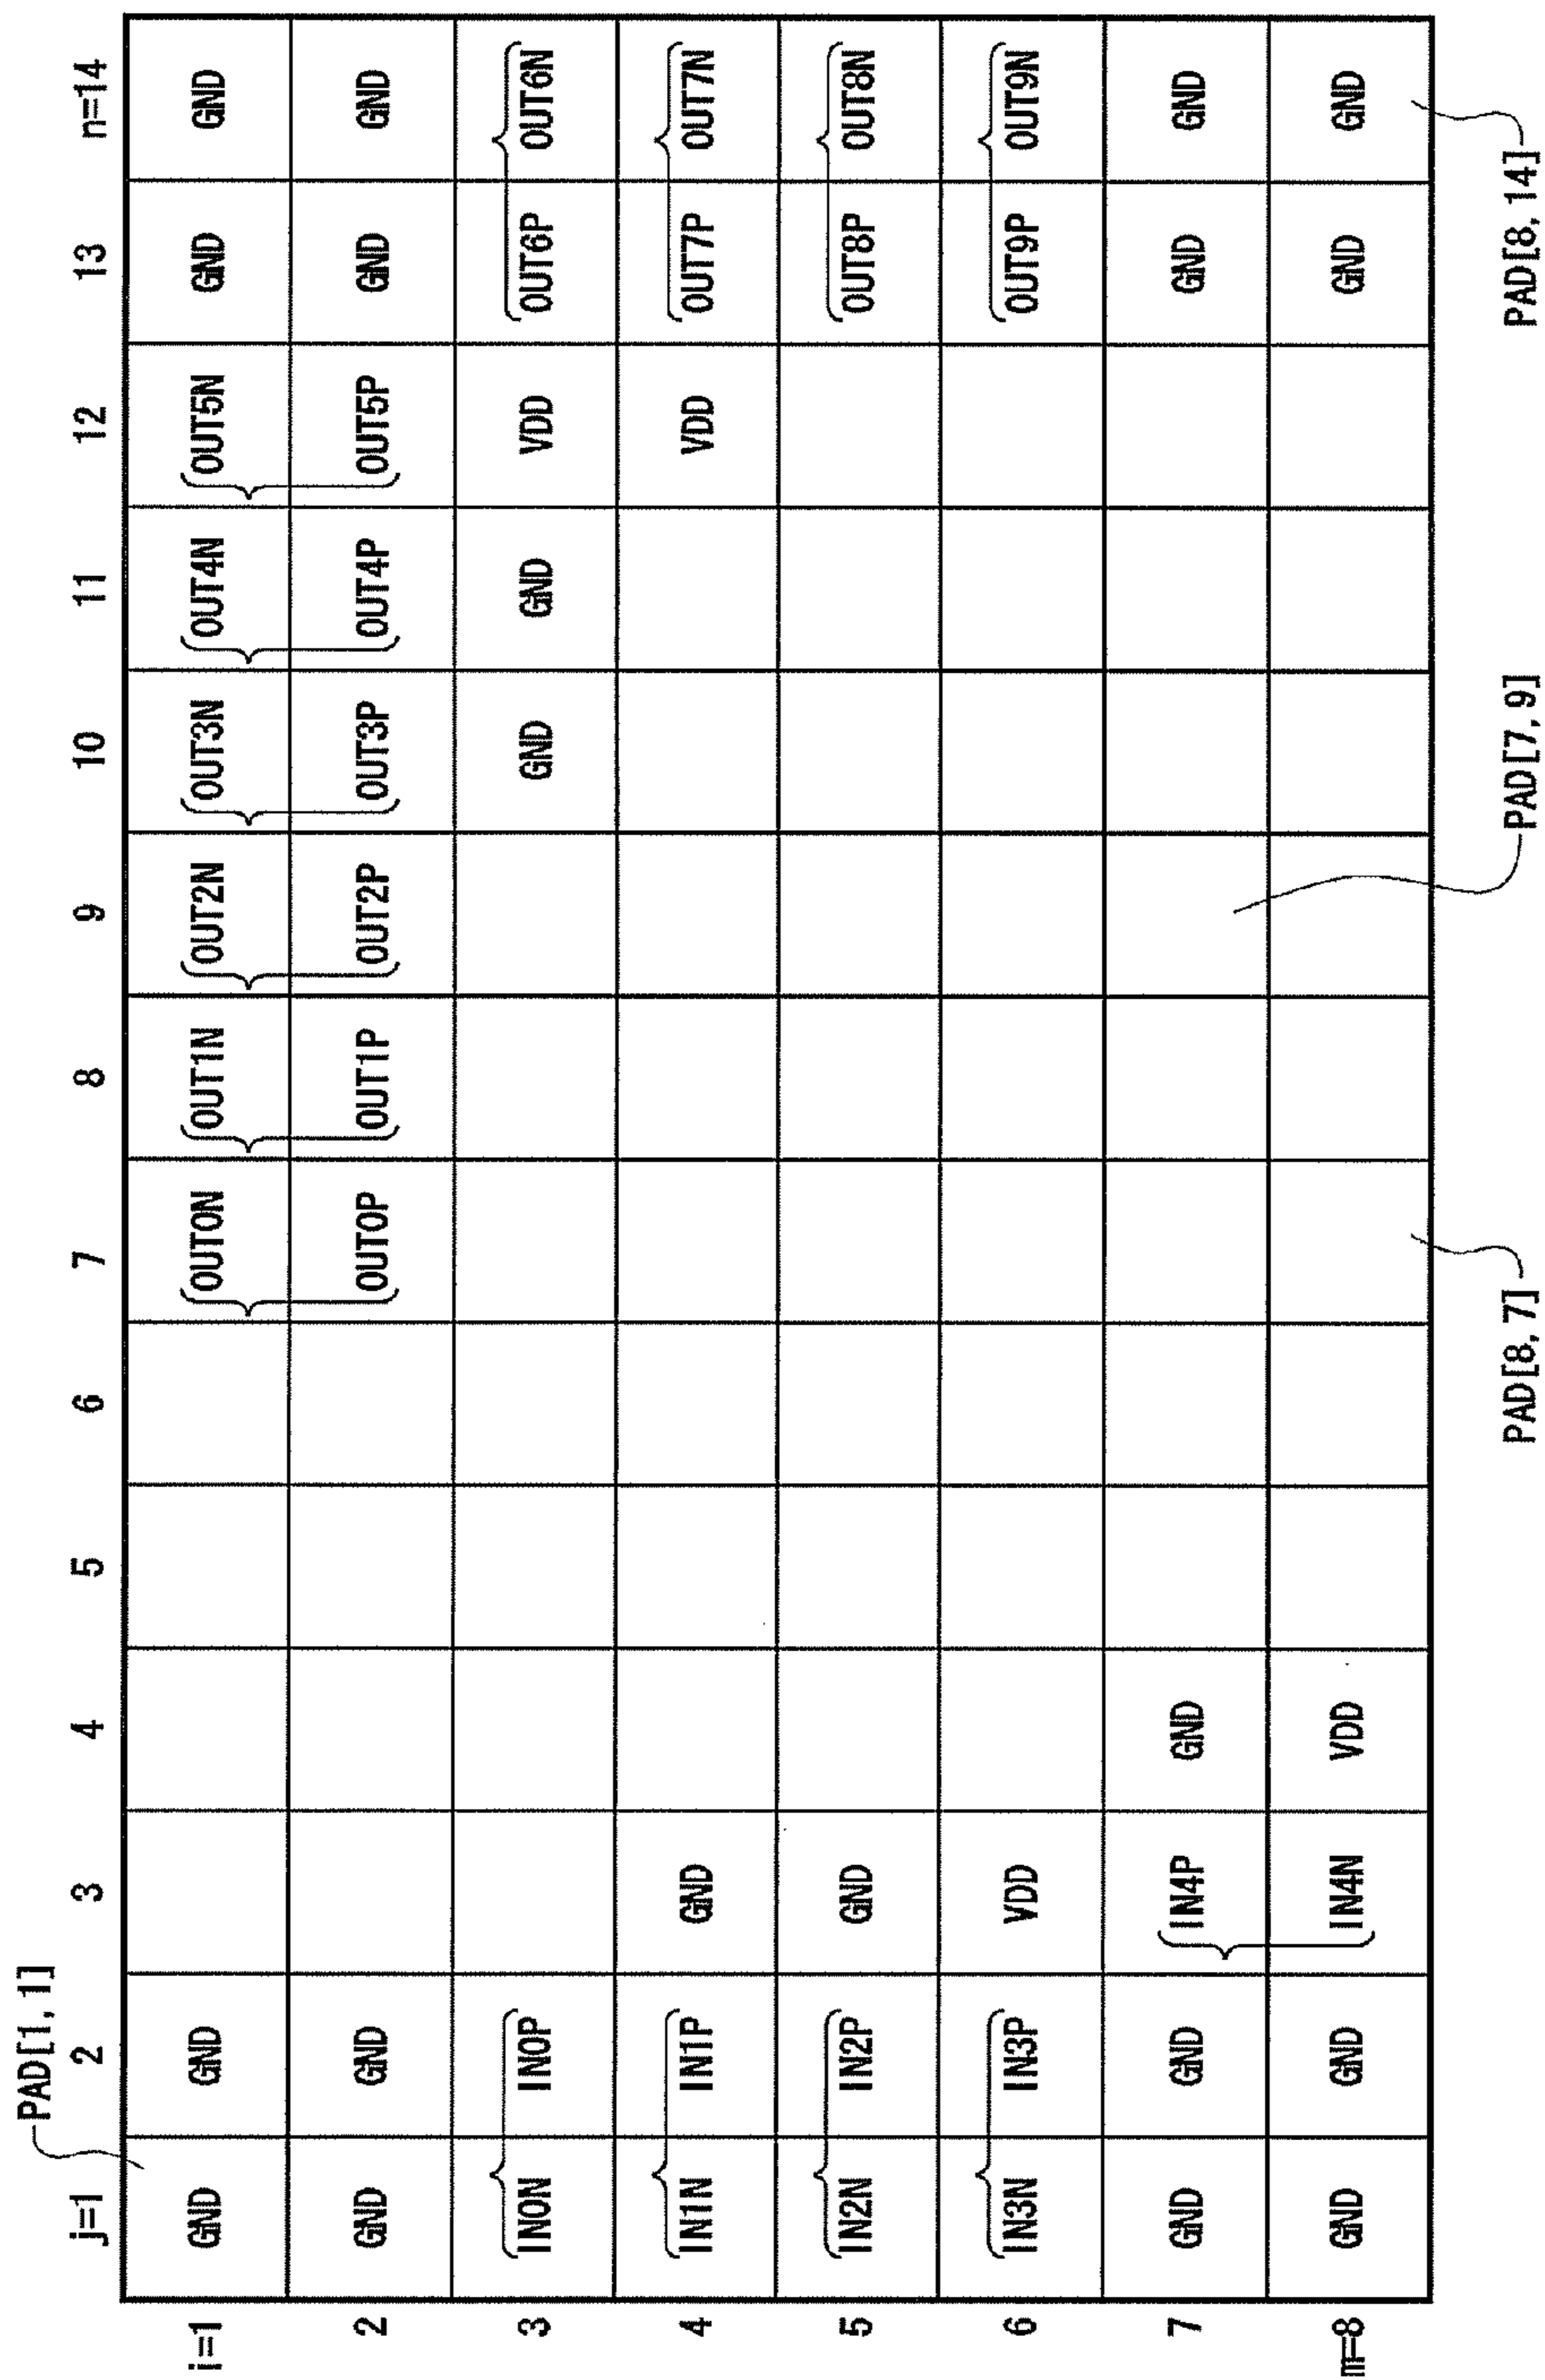 PAD[1, 1]
j=1 2 3 4 5 6 7 8 9 10 11 12 13 n=14
i=1 GND GND OUT0N OUT1N OUT2N OUT3N OUT4N OUT5N GND GND
2 GND GND OUT0P OUT1P OUT2P OUT3P OUT4P OUT5P GND GND
3 IN0N IN0P GND GND VDD OUT6P OUT6N
4 IN1N IN1P GND VDD OUT7P OUT7N
5 IN2N IN2P GND OUT8P OUT8N
6 IN3N IN3P VDD OUT9P OUT9N
7 GND GND IN4P GND GND GND
m=8 GND GND IN4N VDD GND GND
PAD[8, 7] PAD[7, 9] PAD[8, 14]